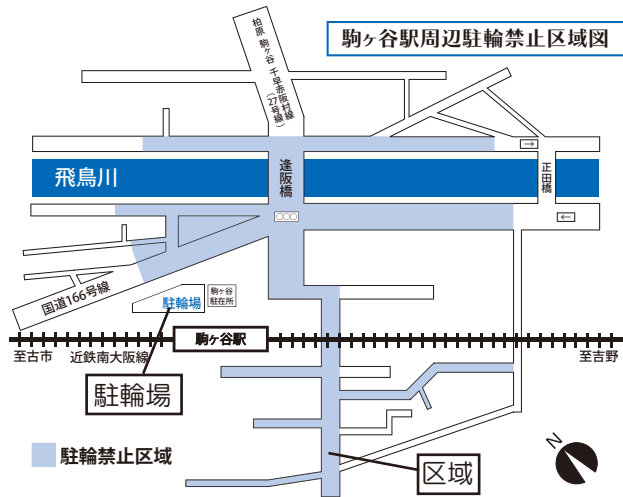 駒ヶ谷駅周辺駐輪禁止区域図
柏原 駒ヶ谷 千早赤阪村線
(27号線)
飛鳥川
逢阪橋
正田橋
→
←
国道166号線
駐輪場
駒ヶ谷
駐在所
駒ヶ谷駅
至古市
近鉄南大阪線
至吉野
駐輪場
駐輪禁止区域
区域
N